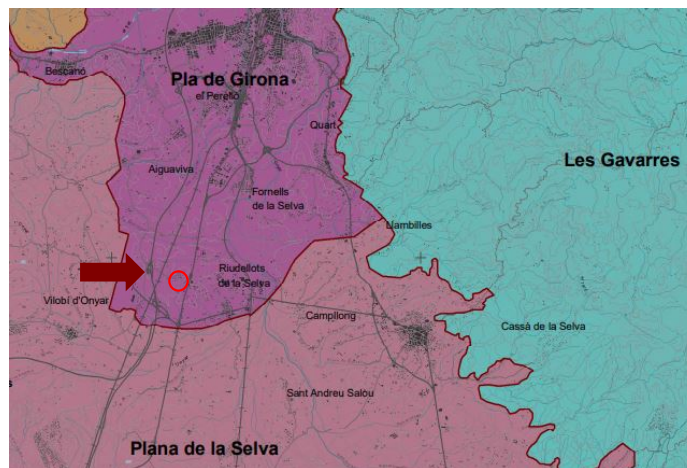 Bescanó
Pla de Girona
el Perelló
Quart
Aiguaviva
Les Gavarres
Fornells
de la Selva
Llambilles
Riudellots
de la Selva
Vilobí d'Onyar
Campllong
Cassà de la Selva
Sant Andreu Salou
Plana de la Selva